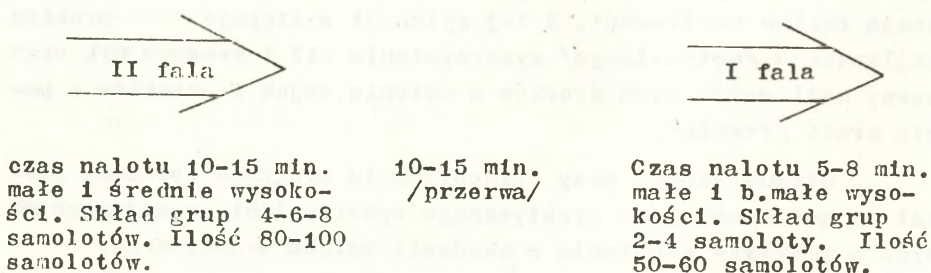 II fala
I fala
czas nalotu 10-15 min.
małe i średnie wysoko-
ści. Skład grup 4-6-8
samolotów. Ilość 80-100
samolotów.
10-15 min.
/przerwa/
Czas nalotu 5-8 min.
małe i b.małe wyso-
kości. Skład grup
2-4 samoloty. Ilość
50-60 samolotów.